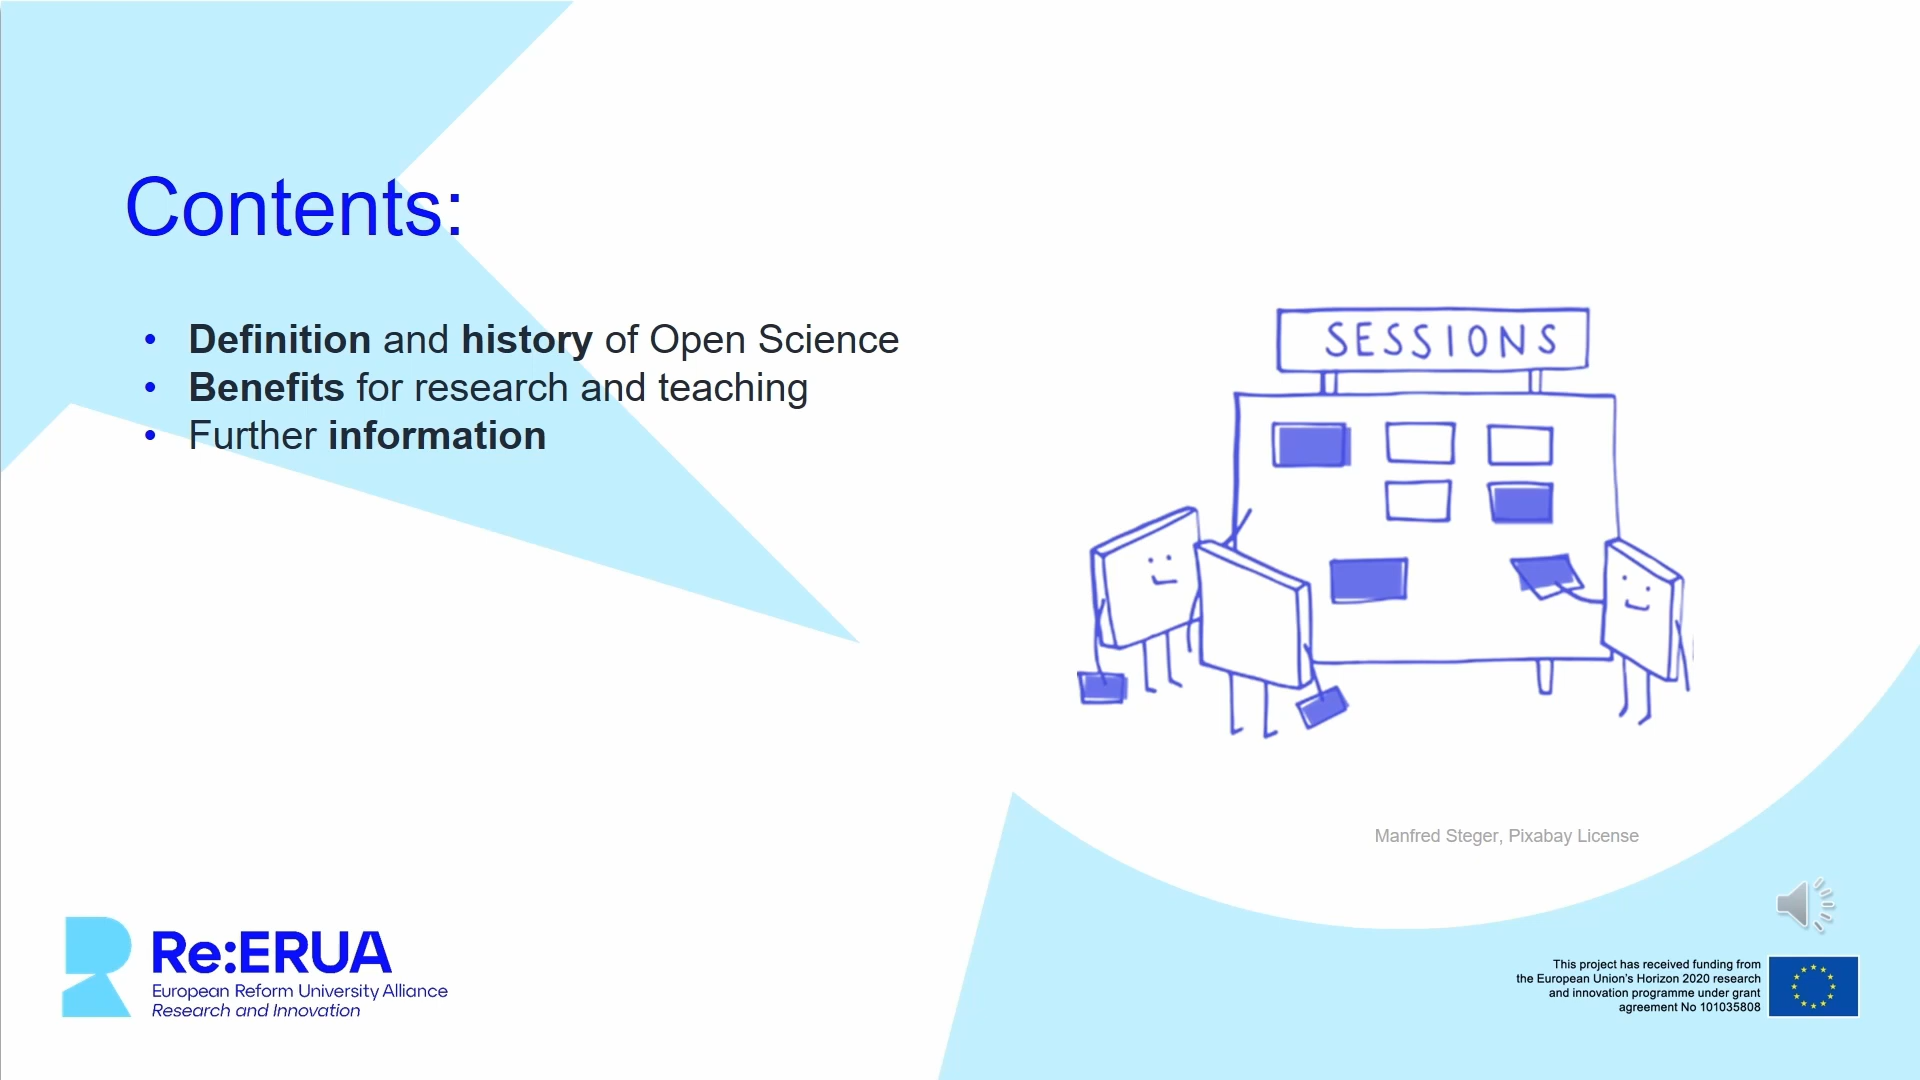 Contents:
• Definition and history of Open Science
• Benefits for research and teaching
• Further information
SESSIONS
Manfred Steger, Pixabay License
Re:ERUA
European Reform University Alliance
Research and Innovation
This project has received funding from
the European Union's Horizon 2020 research
and innovation programme under grant
agreement No 101035808